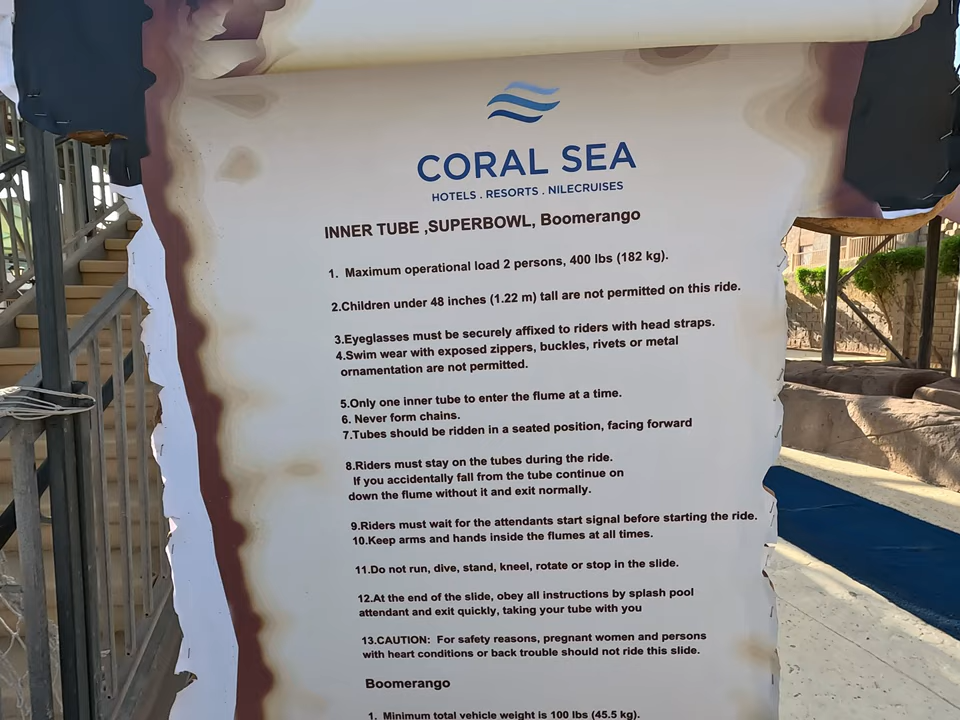 CORAL SEA
HOTELS . RESORTS . NILECRUISES
INNER TUBE ,SUPERBOWL, Boomerango
1. Maximum operational load 2 persons, 400 lbs (182 kg).
2.Children under 48 inches (1.22 m) tall are not permitted on this ride.
3.Eyeglasses must be securely affixed to riders with head straps.
4.Swim wear with exposed zippers, buckles, rivets or metal
ornamentation are not permitted.
5.Only one inner tube to enter the flume at a time.
6. Never form chains.
7.Tubes should be ridden in a seated position, facing forward
8.Riders must stay on the tubes during the ride.
If you accidentally fall from the tube continue on
down the flume without it and exit normally.
9.Riders must wait for the attendants start signal before starting the ride.
10.Keep arms and hands inside the flumes at all times.
11.Do not run, dive, stand, kneel, rotate or stop in the slide.
12.At the end of the slide, obey all instructions by splash pool
attendant and exit quickly, taking your tube with you
13.CAUTION: For safety reasons, pregnant women and persons
with heart conditions or back trouble should not ride this slide.
Boomerango
1. Minimum total vehicle weight is 100 lbs (45.5 kg).